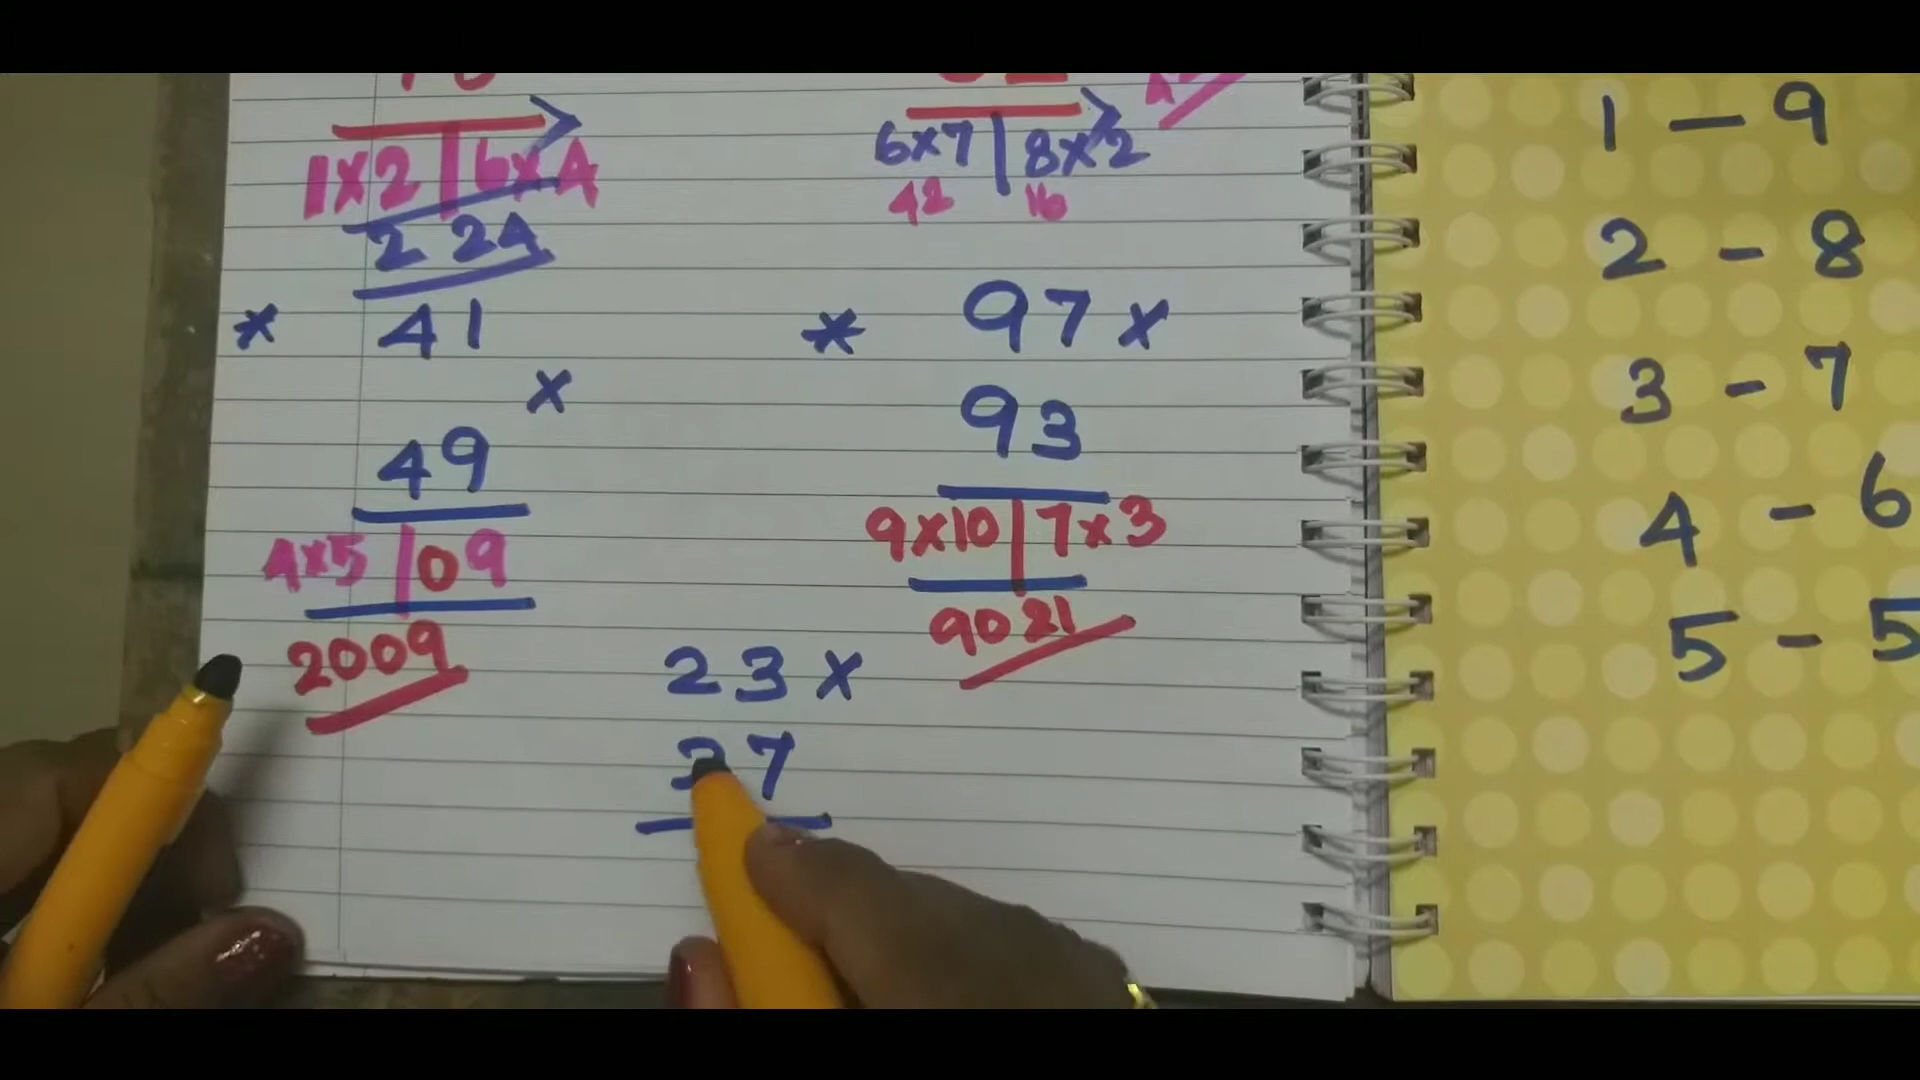 1x2 | 6x4
2 24
* 41
x
49
4x5 | 09
2009
6x7 | 8x2
42 16
* 97 x
93
9x10 | 7x3
9021
23 x
27
1 - 9
2 - 8
3 - 7
4 - 6
5 - 5